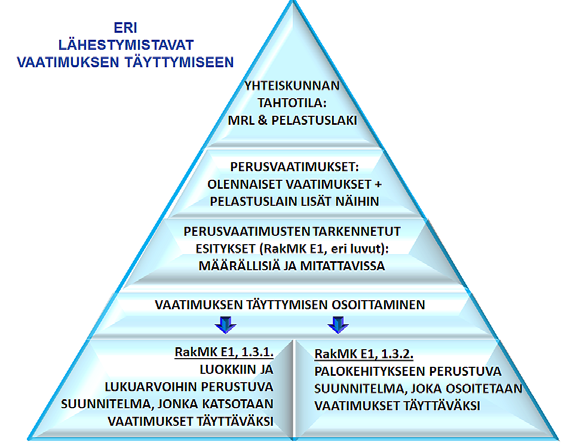 ERI
LÄHESTYMISTAVAT
VAATIMUKSEN TÄYTTYMISEEN
YHTEISKUNNAN
TAHTOTILA:
MRL & PELASTUSLAKI
PERUSVAATIMUKSET:
OLENNAISET VAATIMUKSET +
PELASTUSLAIN LISÄT NÄIHIN
PERUSVAATIMUSTEN TARKENNETUT
ESITYKSET (RakMK E1, eri luvut):
MÄÄRÄLLISIÄ JA MITATTAVISSA
VAATIMUKSEN TÄYTTYMISEN OSOITTAMINEN
RakMK E1, 1.3.1.
LUOKKIIN JA
LUKUARVOIHIN PERUSTUVA
SUUNNITELMA, JONKA KATSOTAAN
VAATIMUKSET TÄYTTÄVÄKSI
RakMK E1, 1.3.2.
PALOKEHITYKSEEN PERUSTUVA
SUUNNITELMA, JOKA OSOITETAAN
VAATIMUKSET TÄYTTÄVÄKSI